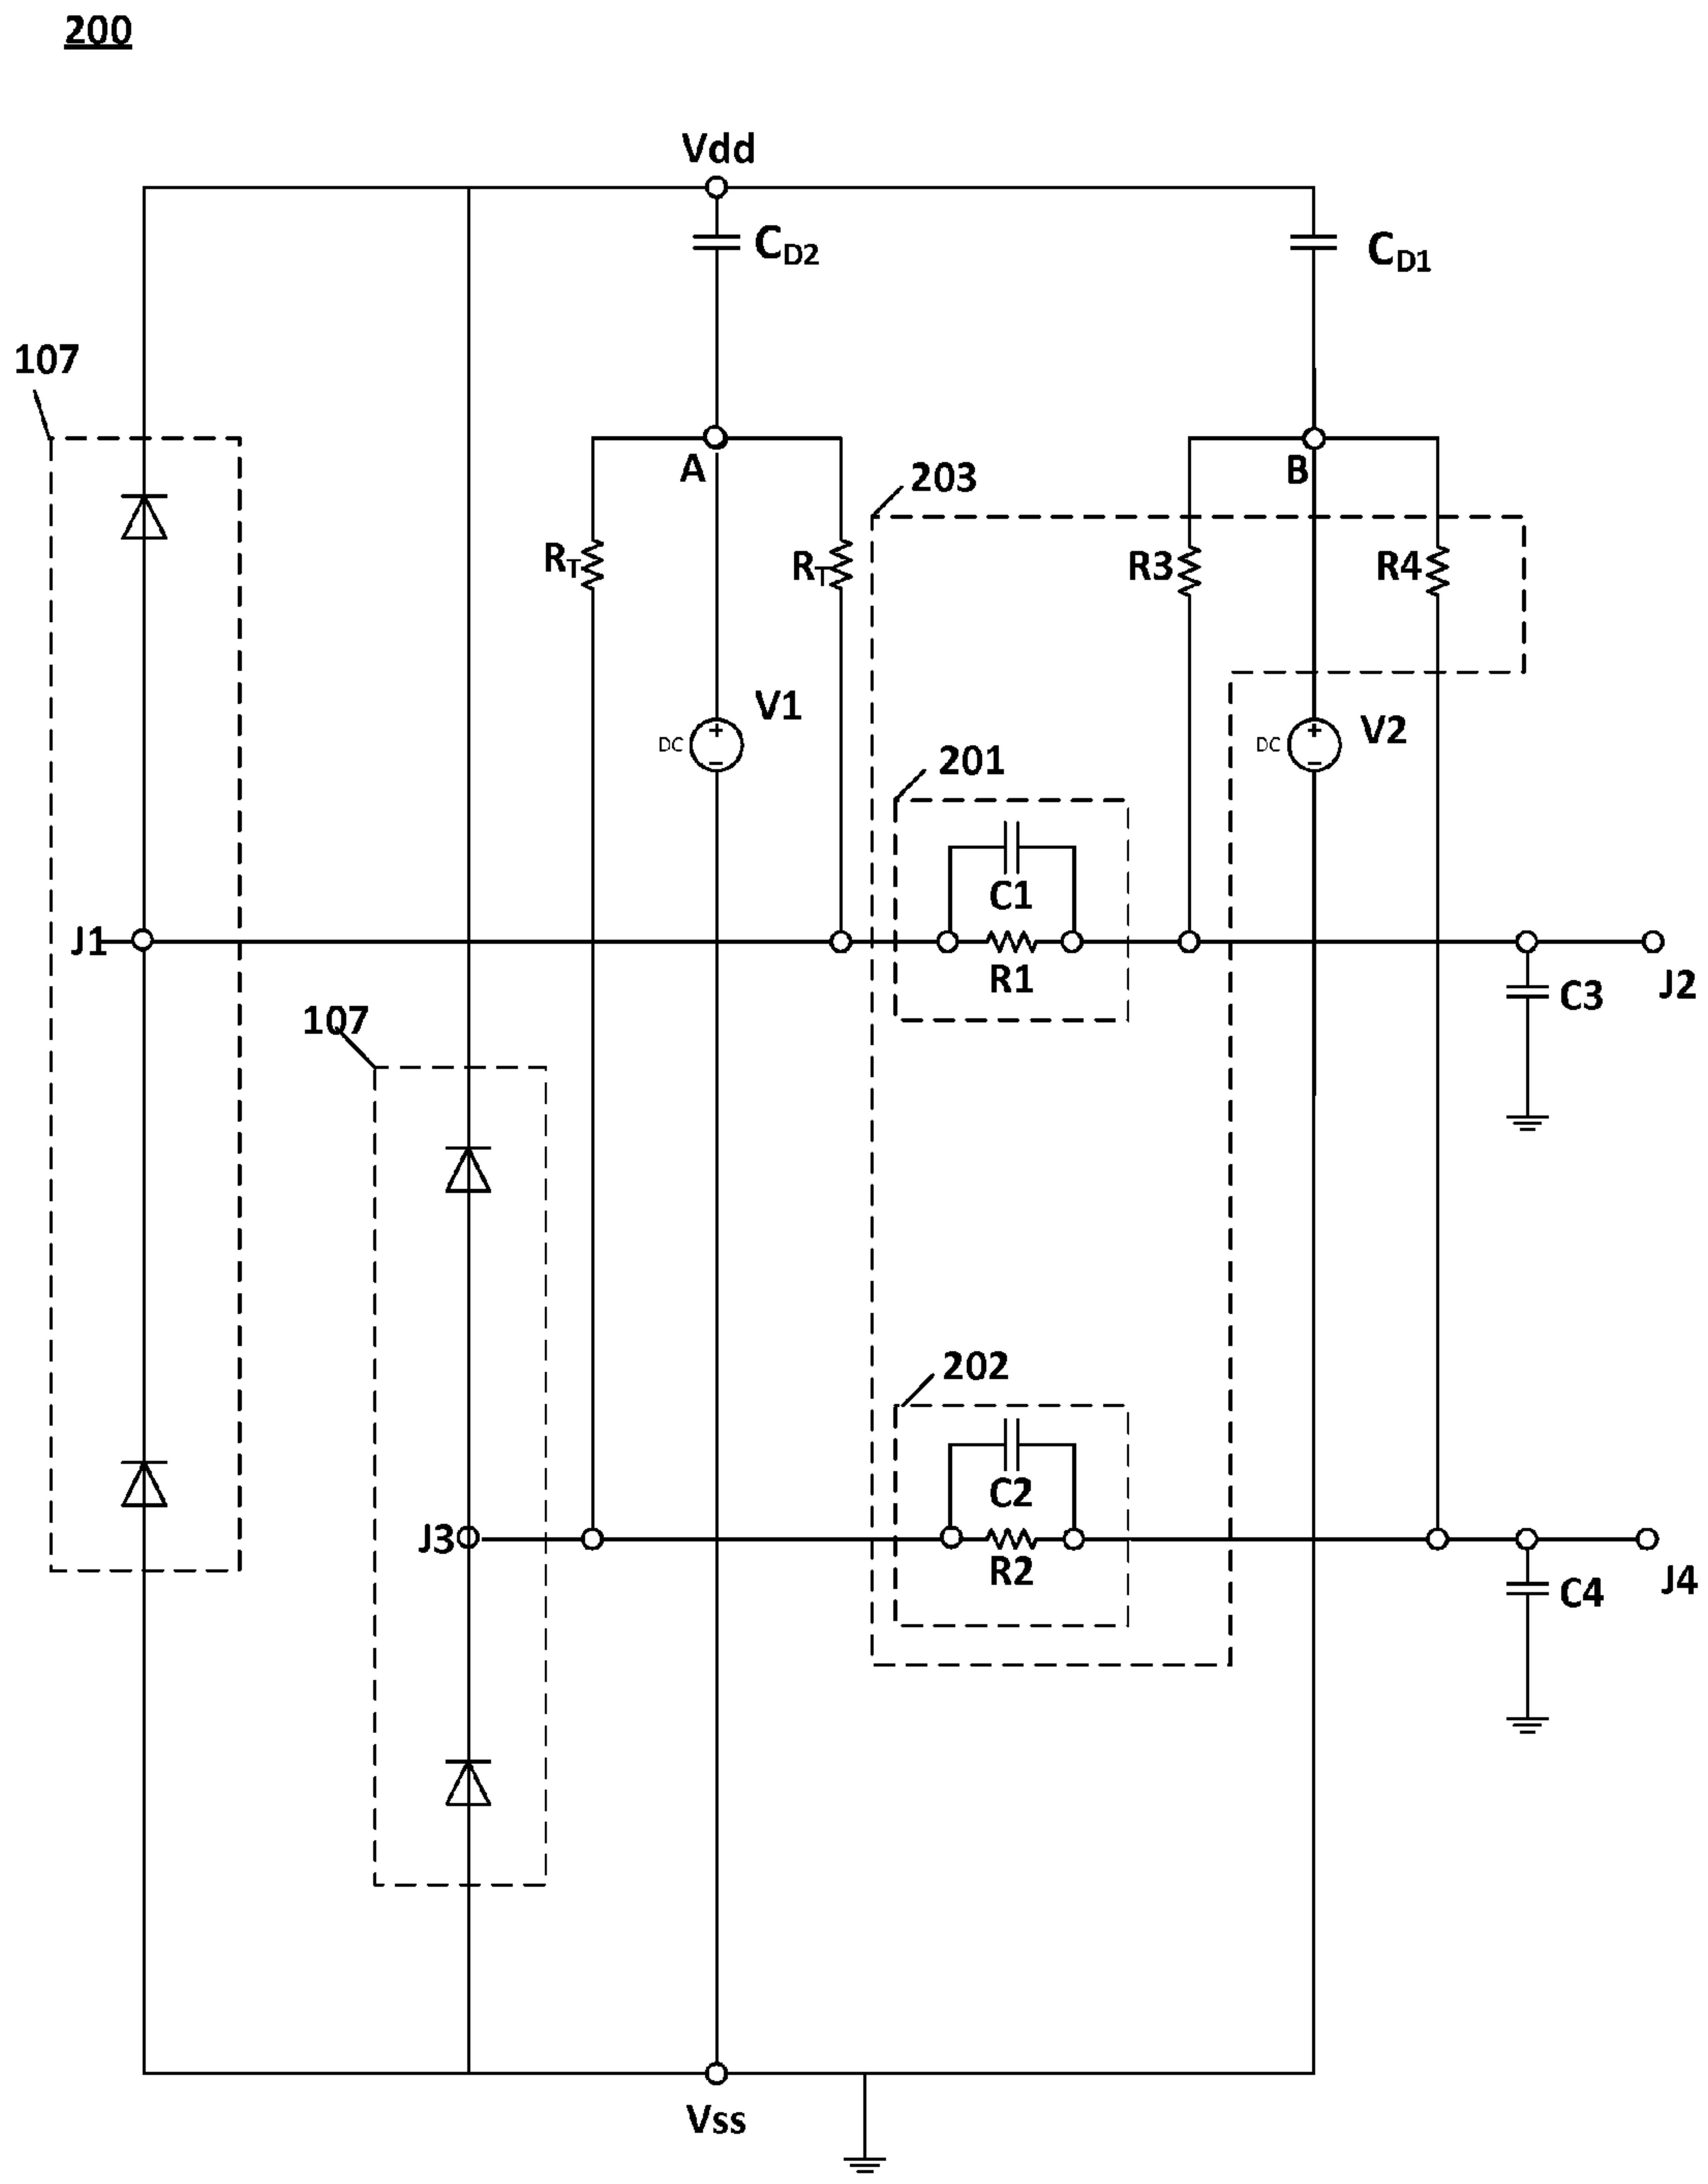 200
Vdd
CD2
CD1
107
A
B
203
RT
RT
R3
R4
V1
V2
DC
DC
+
−
+
−
201
C1
J1
R1
J2
C3
107
202
C2
J3
R2
J4
C4
Vss